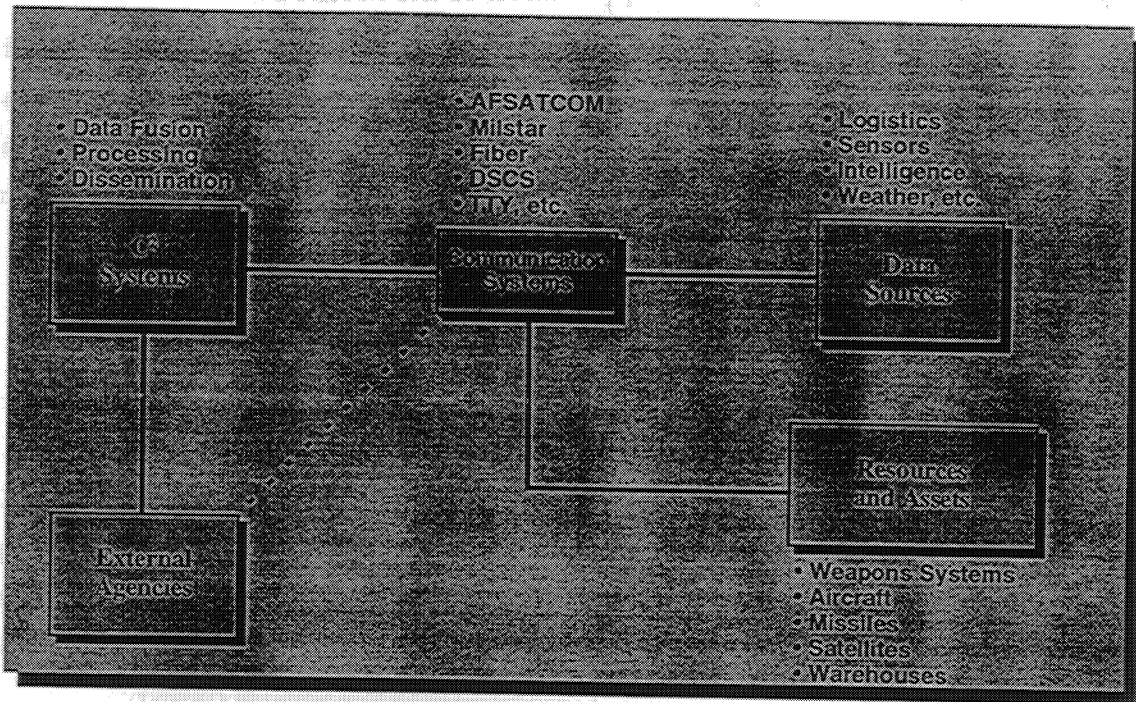 • Data Fusion
• Processing
• Dissemination
• AFSATCOM
• Milstar
• Fiber
• DSCS
• TTY, etc.
• Logistics
• Sensors
• Intelligence
• Weather, etc.
Systems
Communication
Systems
Data
Sources
External
Agencies
Resources
and Assets
• Weapons Systems
• Aircraft
• Missiles
• Satellites
• Warehouses